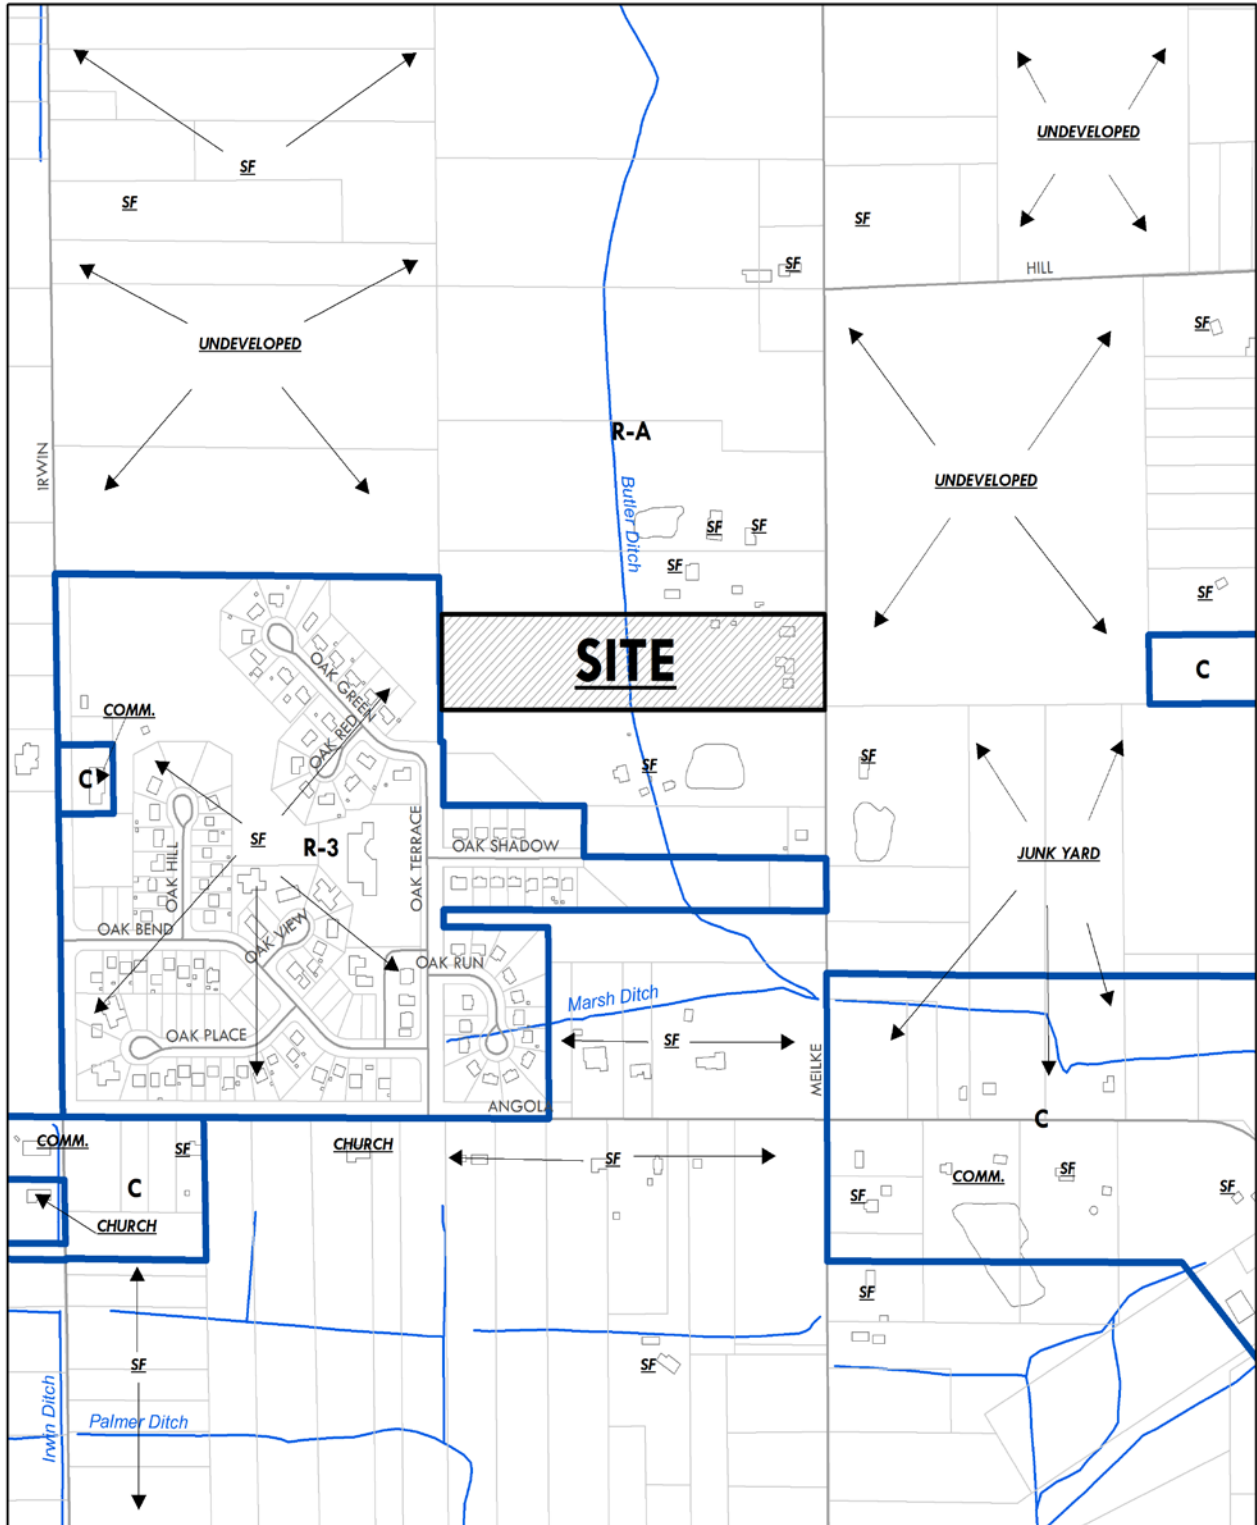 UNDEVELOPED
SF
SF
SF
SF
HILL
SF
UNDEVELOPED
R-A
IRWIN
UNDEVELOPED
Butler Ditch
SF
SF
SF
SF
SITE
C
OAK GREEN
COMM.
OAK RED
SF
SF
C
SF
R-3
OAK TERRACE
OAK SHADOW
JUNK YARD
OAK HILL
OAK BEND
OAK VIEW
OAK RUN
Marsh Ditch
OAK PLACE
SF
MEILKE
ANGOLA
C
COMM.
SF
CHURCH
SF
SF
COMM.
SF
SF
C
CHURCH
SF
SF
SF
Irwin Ditch
Palmer Ditch